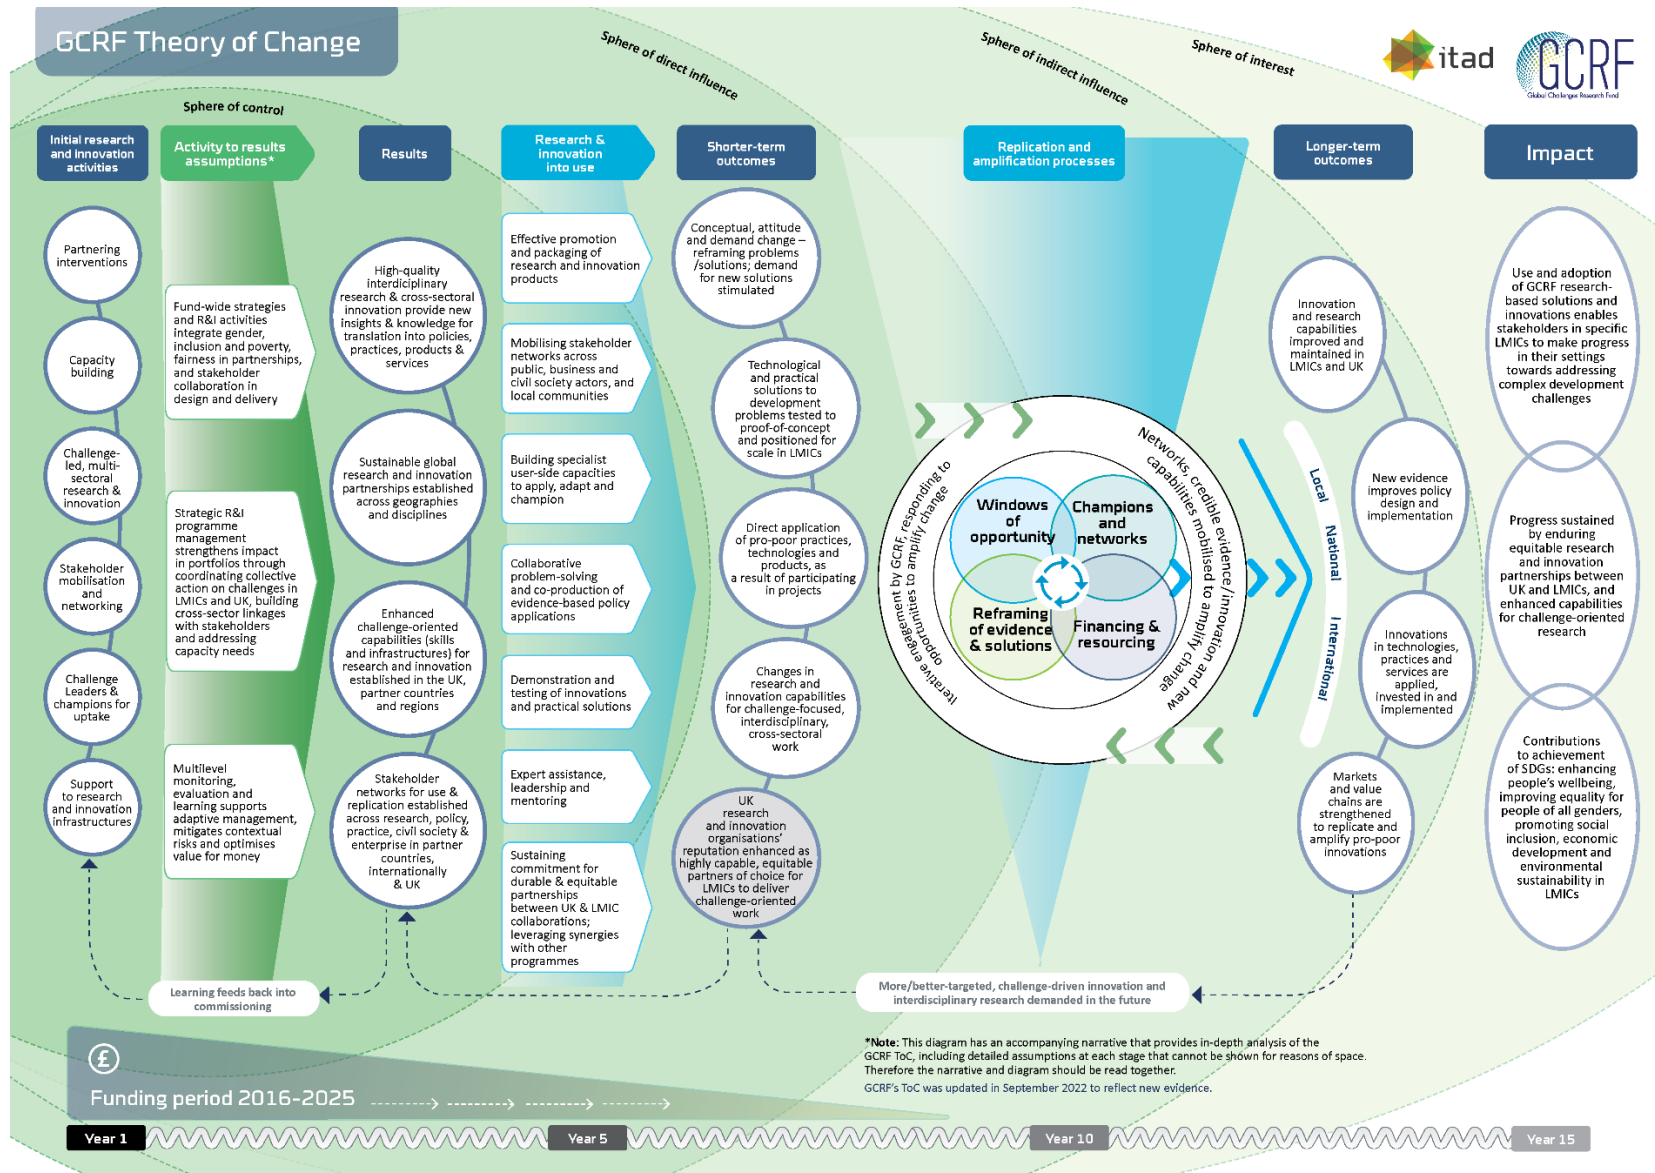 GCRF Theory of Change
Sphere of control
Sphere of direct influence
Sphere of indirect influence
Sphere of interest
itad
GCRF
Global Challenges Research Fund
Initial research
and innovation
activities
Activity to results
assumptions*
Results
Research &
innovation
into use
Shorter-term
outcomes
Replication and
amplification processes
Longer-term
outcomes
Impact
Partnering
interventions
Capacity
building
Challenge-
led, multi-
sectoral
research &
innovation
Stakeholder
mobilisation
and
networking
Challenge
Leaders &
champions for
uptake
Support
to research
and innovation
infrastructures
Fund-wide strategies
and R&I activities
integrate gender,
inclusion and poverty,
fairness in partnerships,
and stakeholder
collaboration in
design and delivery
Strategic R&I
programme
management
strengthens impact
in portfolios through
coordinating collective
action on challenges in
LMICs and UK, building
cross-sector linkages
with stakeholders
and addressing
capacity needs
Multilevel
monitoring,
evaluation and
learning supports
adaptive management,
mitigates contextual
risks and optimises
value for money
High-quality
interdiciplinary
research & cross-sectoral
innovation provide new
insights & knowledge for
translation into policies,
practices, products &
services
Sustainable global
research and innovation
partnerships established
across geographies
and disciplines
Enhanced
challenge-oriented
capabilities (skills
and infrastructures) for
research and innovation
established in the UK,
partner countries
and regions
Stakeholder
networks for use &
replication established
across research, policy,
practice, civil society &
enterprise in partner
countries,
internationally
& UK
Effective promotion
and packaging of
research and innovation
products
Mobilising stakeholder
networks across
public, business and
civil society actors, and
local communities
Building specialist
user-side capacities
to apply, adapt and
champion
Collaborative
problem-solving
and co-production of
evidence-based policy
applications
Demonstration and
testing of innovations
and practical solutions
Expert assistance,
leadership and
mentoring
Sustaining
commitment for
durable & equitable
partnerships
between UK & LMIC
collaborations;
leveraging synergies
with other
programmes
Conceptual, attitude
and demand change –
reframing problems
/solutions; demand
for new solutions
stimulated
Technological
and practical
solutions to
development
problems tested to
proof-of-concept
and positioned for
scale in LMICs
Direct application
of pro-poor practices,
technologies and
products, as
a result of participating
in projects
Changes in
research and
innovation capabilities
for challenge-focused,
interdisciplinary,
cross-sectoral
work
UK
research
and innovation
organisations'
reputation enhanced as
highly capable, equitable
partners of choice for
LMICs to deliver
challenge-oriented
work
Iterative engagement by GCRF, responding to
opportunities to amplify change
Networks, credible evidence/innovation and new
capabilities mobilised to amplify change
Windows
of
opportunity
Champions
and
networks
Reframing
of evidence
& solutions
Financing &
resourcing
Local
National
International
Innovation
and research
capabilities
improved and
maintained in
LMICs and UK
New evidence
improves policy
design and
implementation
Innovations
in technologies,
practices and
services are
applied,
invested in and
implemented
Markets
and value
chains are
strengthened
to replicate and
amplify pro-poor
innovations
Use and adoption
of GCRF research-
based solutions and
innovations enables
stakeholders in specific
LMICs to make progress
in their settings
towards addressing
complex development
challenges
Progress sustained
by enduring
equitable research
and innovation
partnerships between
UK and LMICs, and
enhanced capabilities
for challenge-oriented
research
Contributions
to achievement
of SDGs: enhancing
people's wellbeing,
improving equality for
people of all genders,
promoting social
inclusion, economic
development and
environmental
sustainability in
LMICs
Learning feeds back into
commissioning
More/better-targeted, challenge-driven innovation and
interdisciplinary research demanded in the future
*Note: This diagram has an accompanying narrative that provides in-depth analysis of the
GCRF ToC, including detailed assumptions at each stage that cannot be shown for reasons of space.
Therefore the narrative and diagram should be read together.
GCRF's ToC was updated in September 2022 to reflect new evidence.
£
Funding period 2016-2025
Year 1
Year 5
Year 10
Year 15